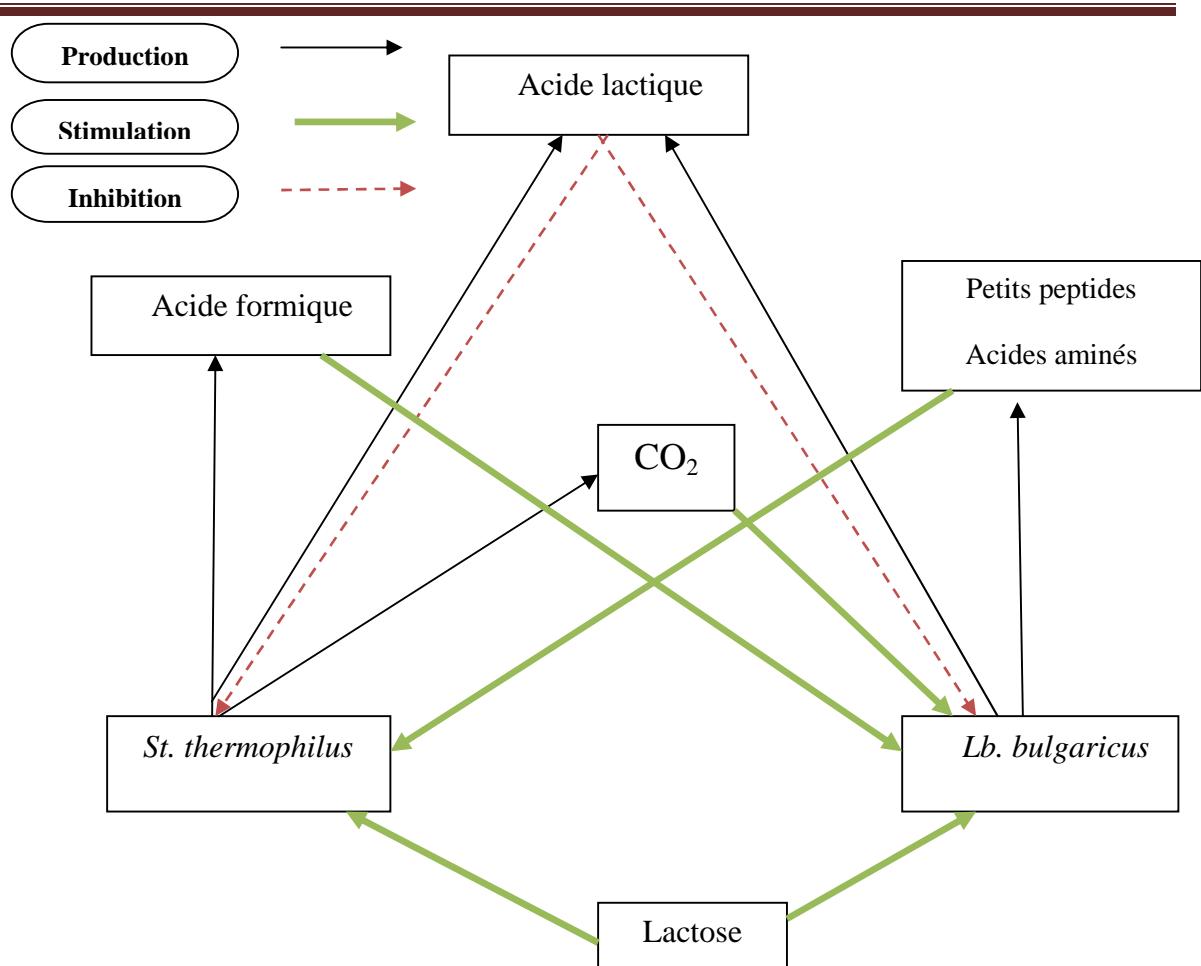 Production
Stimulation
Inhibition
Acide lactique
Acide formique
Petits peptides
Acides aminés
CO₂
St. thermophilus
Lb. bulgaricus
Lactose